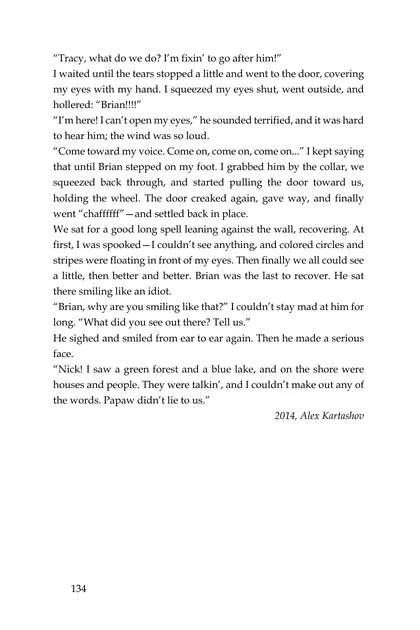 “Tracy, what do we do? I’m fixin’ to go after him!”
I waited until the tears stopped a little and went to the door, covering
my eyes with my hand. I squeezed my eyes shut, went outside, and
hollered: “Brian!!!!”
“I’m here! I can’t open my eyes,” he sounded terrified, and it was hard
to hear him; the wind was so loud.
“Come toward my voice. Come on, come on, come on...” I kept saying
that until Brian stepped on my foot. I grabbed him by the collar, we
squeezed back through, and started pulling the door toward us,
holding the wheel. The door creaked again, gave way, and finally
went “chaffffff”—and settled back in place.
We sat for a good long spell leaning against the wall, recovering. At
first, I was spooked—I couldn’t see anything, and colored circles and
stripes were floating in front of my eyes. Then finally we all could see
a little, then better and better. Brian was the last to recover. He sat
there smiling like an idiot.
“Brian, why are you smiling like that?” I couldn’t stay mad at him for
long. “What did you see out there? Tell us.”
He sighed and smiled from ear to ear again. Then he made a serious
face.
“Nick! I saw a green forest and a blue lake, and on the shore were
houses and people. They were talkin’, and I couldn’t make out any of
the words. Papaw didn’t lie to us.”
2014, Alex Kartashov
134